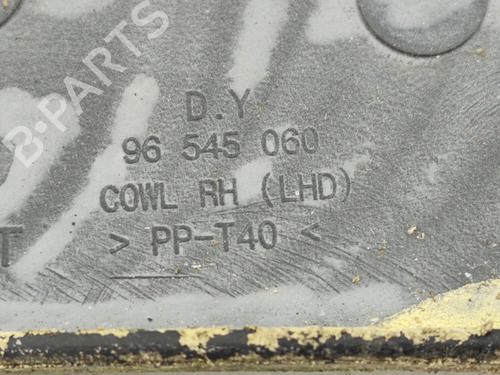 B-PARTS
D.Y
96 545 060
COWL RH (LHD)
> PP-T40 <
T